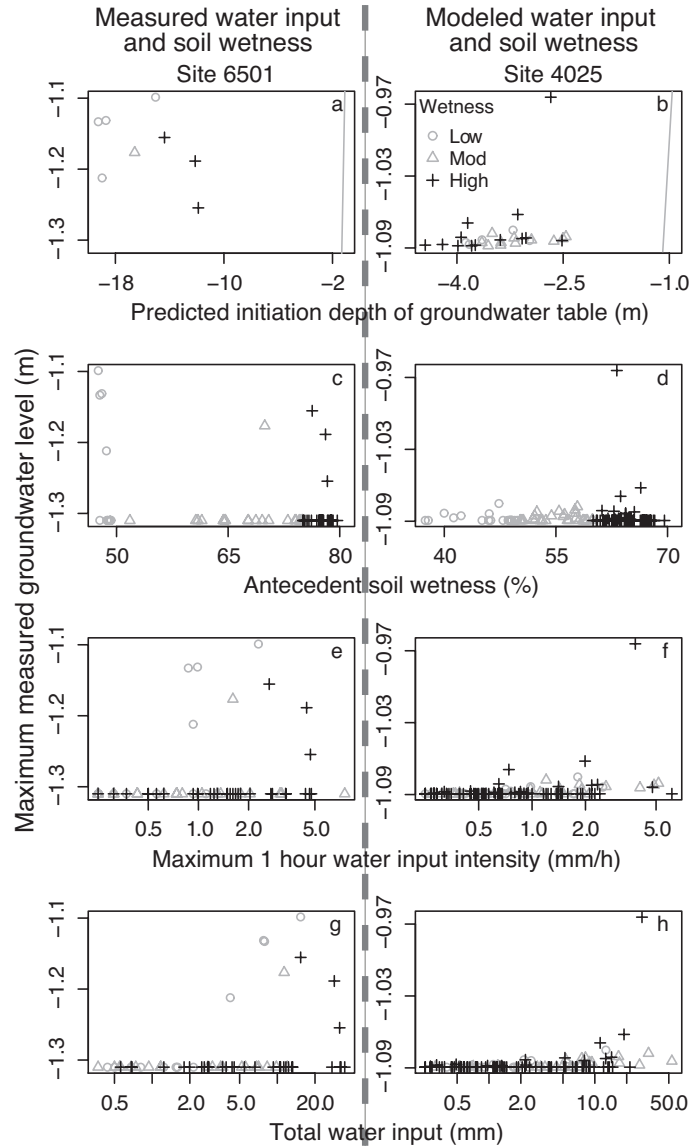 Measured water input
and soil wetness
Modeled water input
and soil wetness
Site 6501
Site 4025
Maximum measured groundwater level (m)
a
−1.1
−1.2
−1.3
−18
−10
−2
b
−0.97
−1.03
−1.09
Wetness
Low
Mod
High
−4.0
−2.5
−1.0
Predicted initiation depth of groundwater table (m)
c
−1.1
−1.2
−1.3
50
65
80
d
−0.97
−1.03
−1.09
40
55
70
Antecedent soil wetness (%)
e
−1.1
−1.2
−1.3
0.5
1.0
2.0
5.0
f
−0.97
−1.03
−1.09
0.5
1.0
2.0
5.0
Maximum 1 hour water input intensity (mm/h)
g
−1.1
−1.2
−1.3
0.5
2.0
5.0
20.0
h
−0.97
−1.03
−1.09
0.5
2.0
10.0
50.0
Total water input (mm)